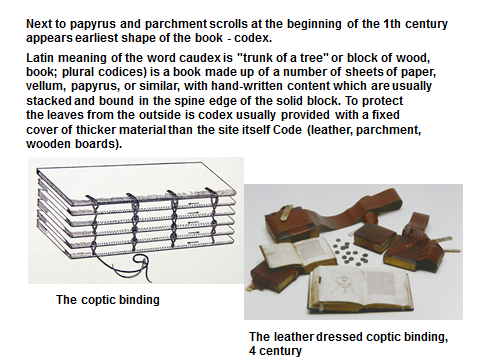 Next to papyrus and parchment scrolls at the beginning of the 1th century
appears earliest shape of the book - codex.
Latin meaning of the word caudex is "trunk of a tree" or block of wood,
book; plural codices) is a book made up of a number of sheets of paper,
vellum, papyrus, or similar, with hand-written content which are usually
stacked and bound in the spine edge of the solid block. To protect
the leaves from the outside is codex usually provided with a fixed
cover of thicker material than the site itself Code (leather, parchment,
wooden boards).
The coptic binding
The leather dressed coptic binding,
4 century